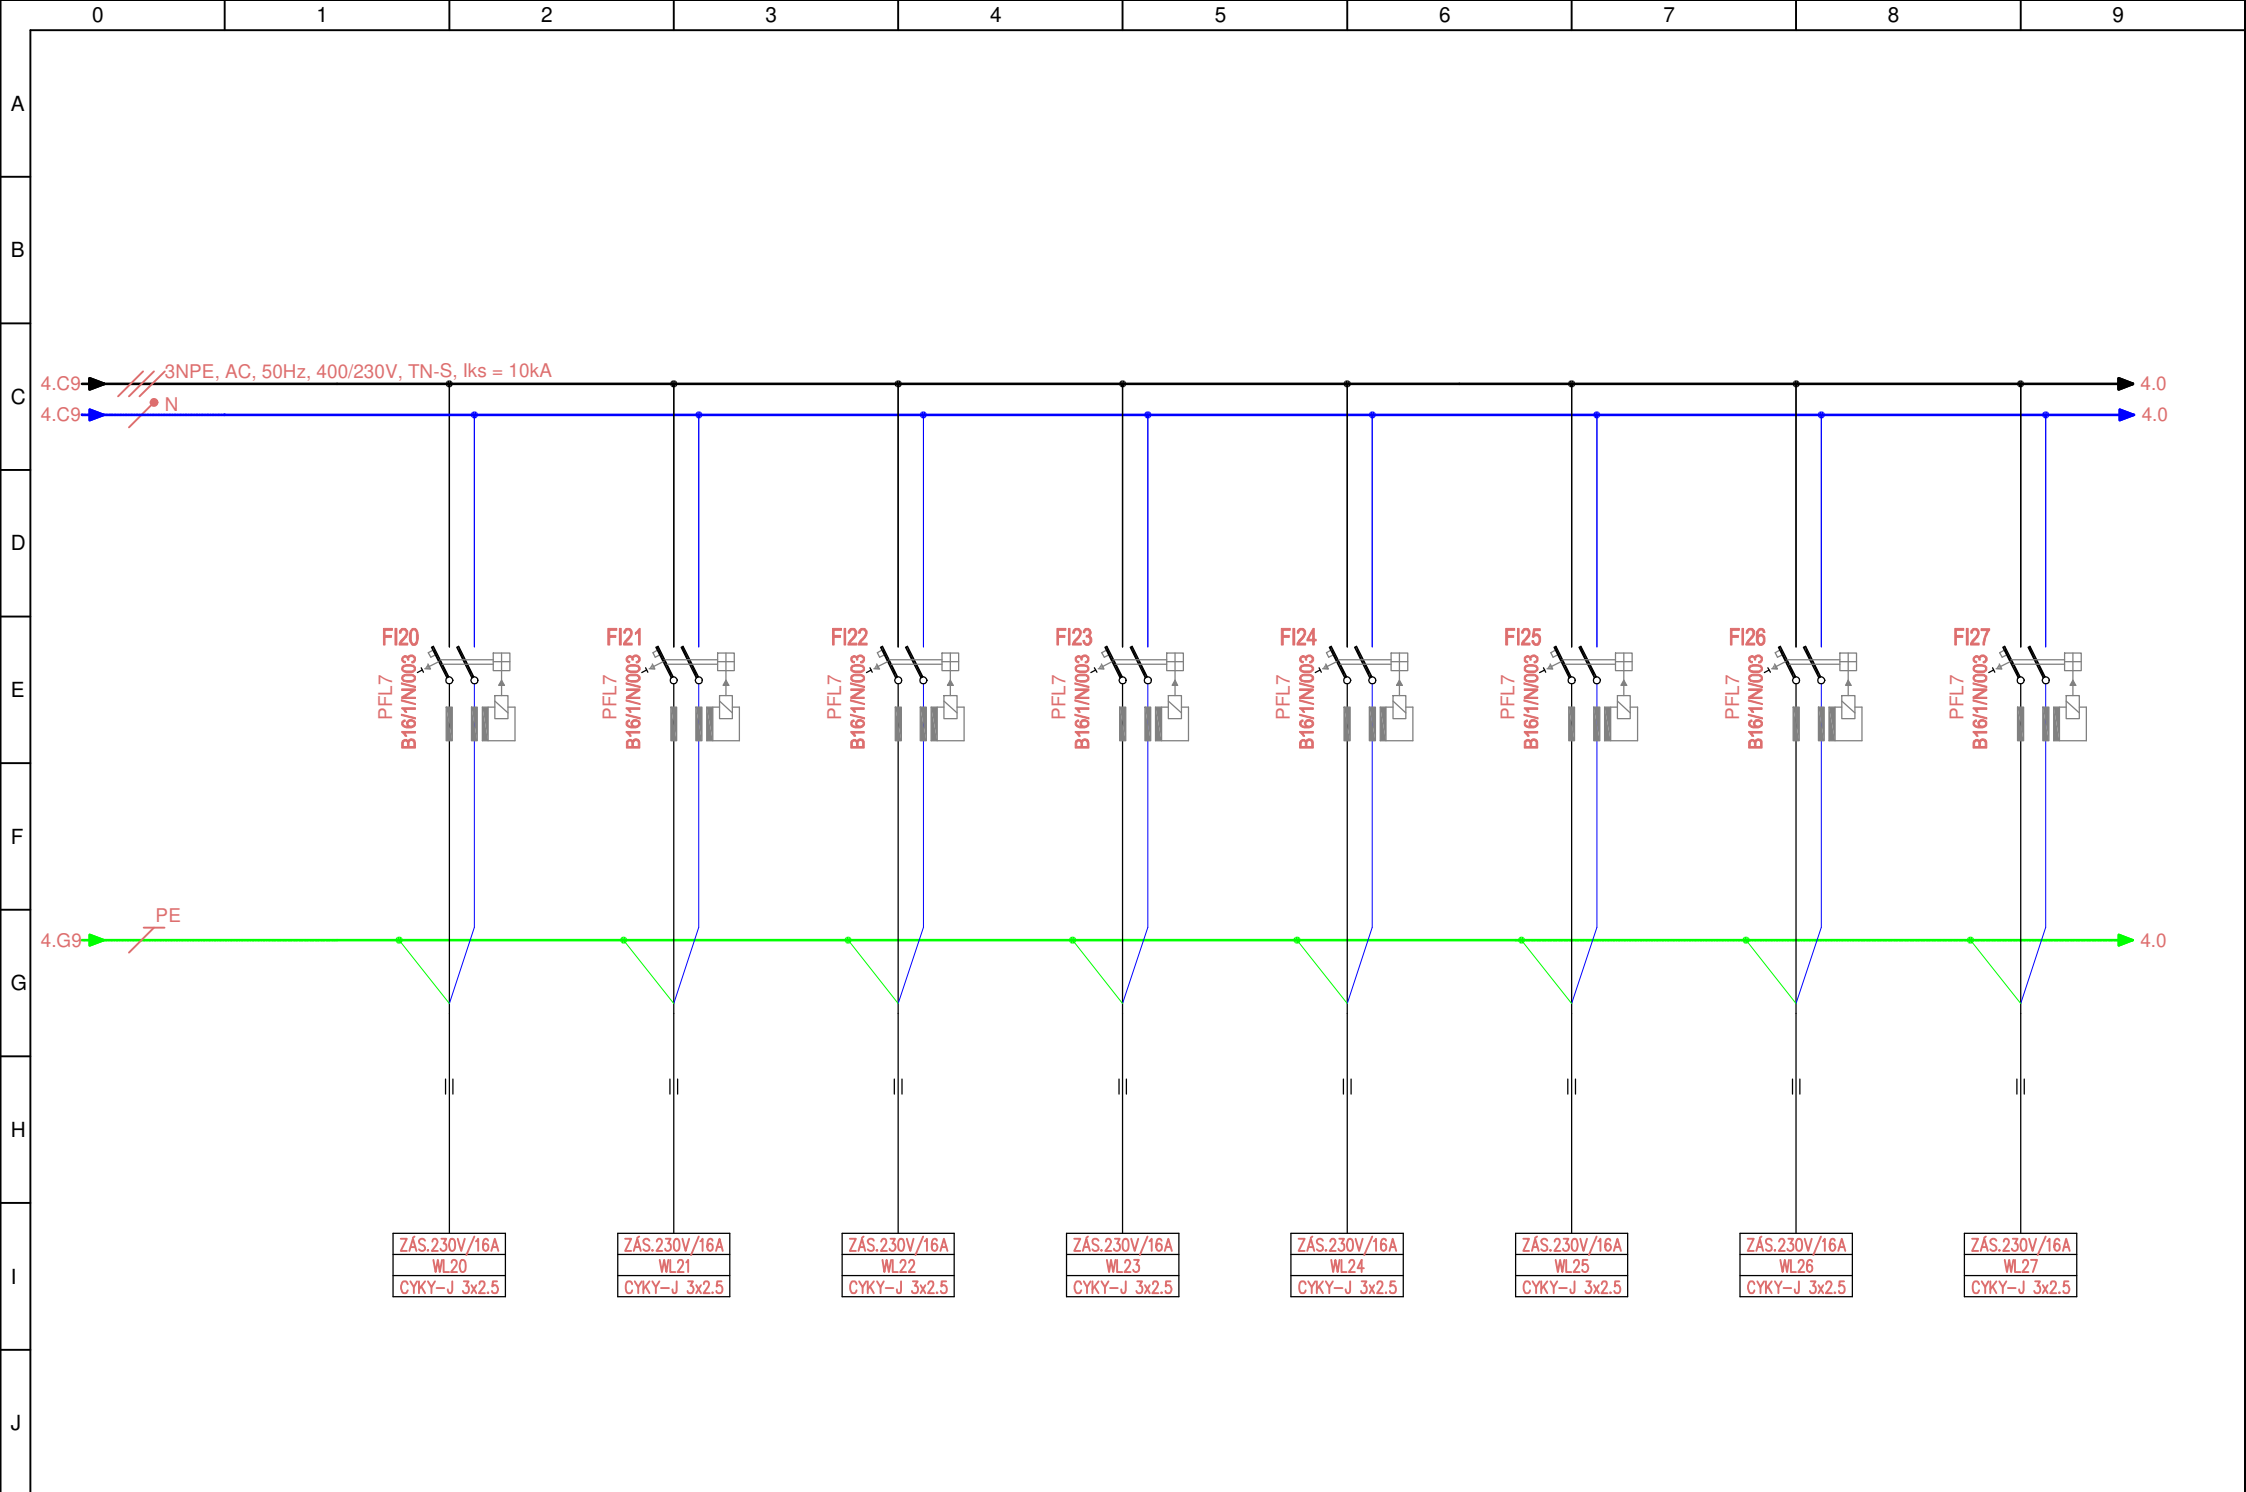 0 1 2 3 4 5 6 7 8 9
A
B
C
D
E
F
G
H
I
J
4.C9 3NPE, AC, 50Hz, 400/230V, TN-S, Iks = 10kA 4.0
4.C9 N 4.0
FI20 FI21 FI22 FI23 FI24 FI25 FI26 FI27
PFL7 PFL7 PFL7 PFL7 PFL7 PFL7 PFL7 PFL7
B16/1/N/003 B16/1/N/003 B16/1/N/003 B16/1/N/003 B16/1/N/003 B16/1/N/003 B16/1/N/003 B16/1/N/003
PE
4.G9 4.0
ZÁS.230V/16A ZÁS.230V/16A ZÁS.230V/16A ZÁS.230V/16A ZÁS.230V/16A ZÁS.230V/16A ZÁS.230V/16A ZÁS.230V/16A
WL20 WL21 WL22 WL23 WL24 WL25 WL26 WL27
CYKY-J 3x2.5 CYKY-J 3x2.5 CYKY-J 3x2.5 CYKY-J 3x2.5 CYKY-J 3x2.5 CYKY-J 3x2.5 CYKY-J 3x2.5 CYKY-J 3x2.5